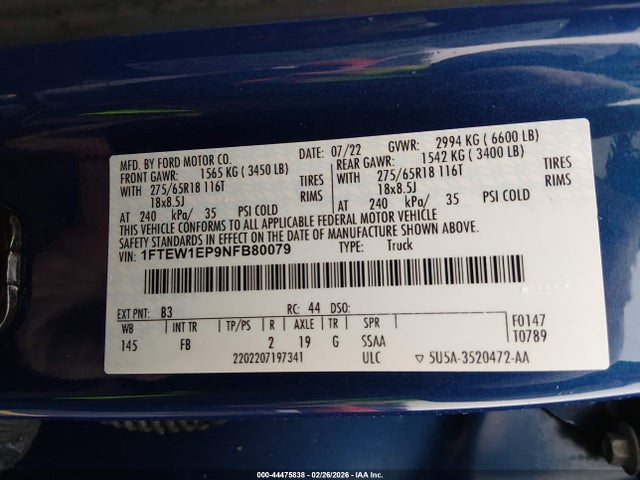 MFD. BY FORD MOTOR CO.
DATE: 07/22 GVWR: 2994 KG ( 6600 LB)
FRONT GAWR: 1565 KG ( 3450 LB) REAR GAWR: 1542 KG ( 3400 LB)
WITH 275/65R18 116T TIRES WITH 275/65R18 116T TIRES
18x8.5J RIMS 18x8.5J RIMS
AT 240 kPa/ 35 PSI COLD AT 240 kPa/ 35 PSI COLD
THIS VEHICLE CONFORMS TO ALL APPLICABLE FEDERAL MOTOR VEHICLE
SAFETY STANDARDS IN EFFECT ON THE DATE OF MANUFACTURE SHOWN ABOVE.
VIN: 1FTEW1EP9NFB80079 TYPE: Truck
EXT PNT: B3 RC: 44 DSO: F0147
WB INT TR TP/PS R AXLE TR SPR T0789
145 FB 2 19 G SSAA
2202207197341 ULC ▽ 5U5A-3520472-AA
000-44475838 - 02/26/2026 - IAA Inc.